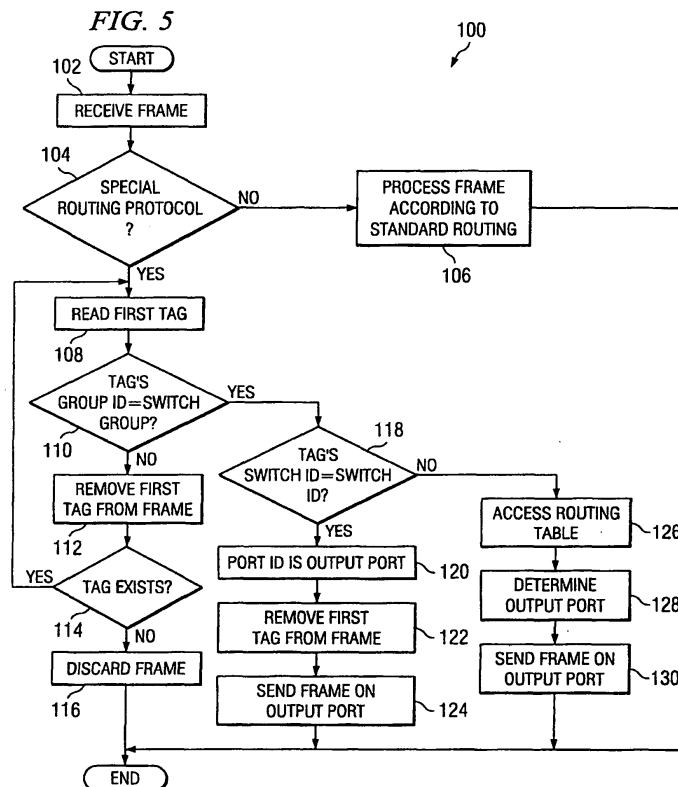 FIG. 5
100
START
102
RECEIVE FRAME
104
SPECIAL
ROUTING PROTOCOL
?
NO
PROCESS FRAME
ACCORDING TO
STANDARD ROUTING
106
YES
READ FIRST TAG
108
TAG'S
GROUP ID=SWITCH
GROUP?
YES
110
NO
118
TAG'S
SWITCH ID=SWITCH
ID?
NO
REMOVE FIRST
TAG FROM FRAME
112
YES
ACCESS ROUTING
TABLE
126
YES
TAG EXISTS?
114
PORT ID IS OUTPUT PORT
120
DETERMINE
OUTPUT PORT
128
NO
REMOVE FIRST
TAG FROM FRAME
122
DISCARD FRAME
116
SEND FRAME ON
OUTPUT PORT
130
SEND FRAME ON
OUTPUT PORT
124
END